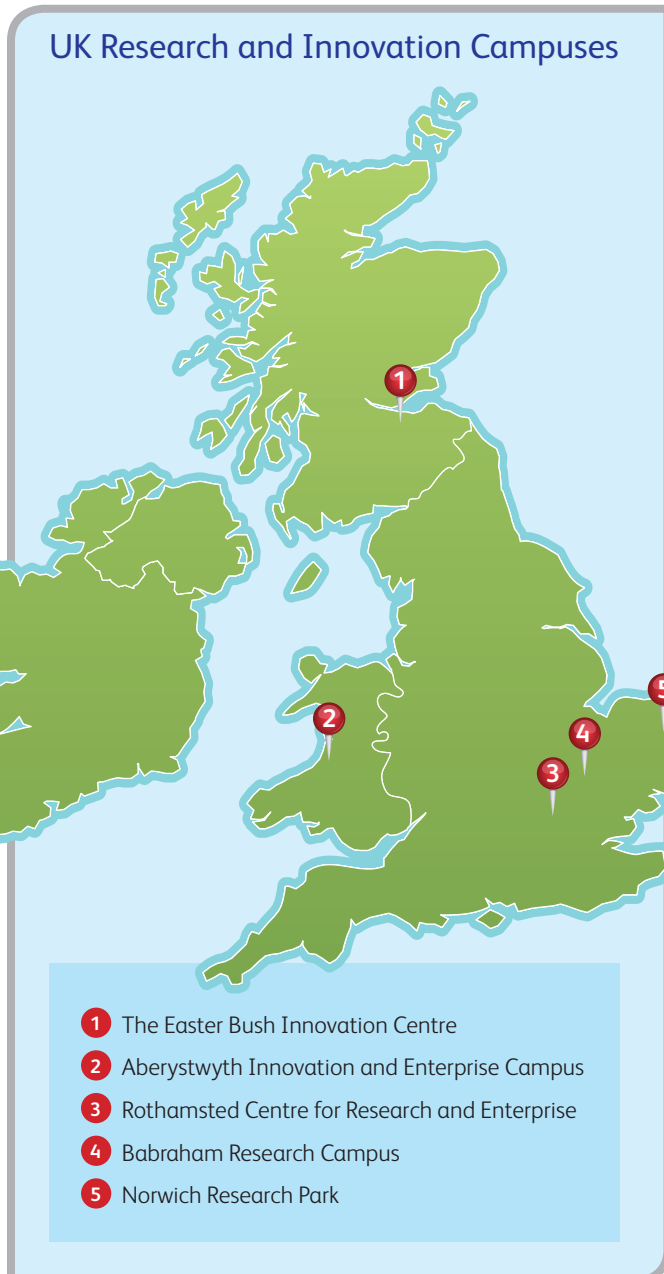 UK Research and Innovation Campuses
1
2
5
4
3
1 The Easter Bush Innovation Centre
2 Aberystwyth Innovation and Enterprise Campus
3 Rothamsted Centre for Research and Enterprise
4 Babraham Research Campus
5 Norwich Research Park